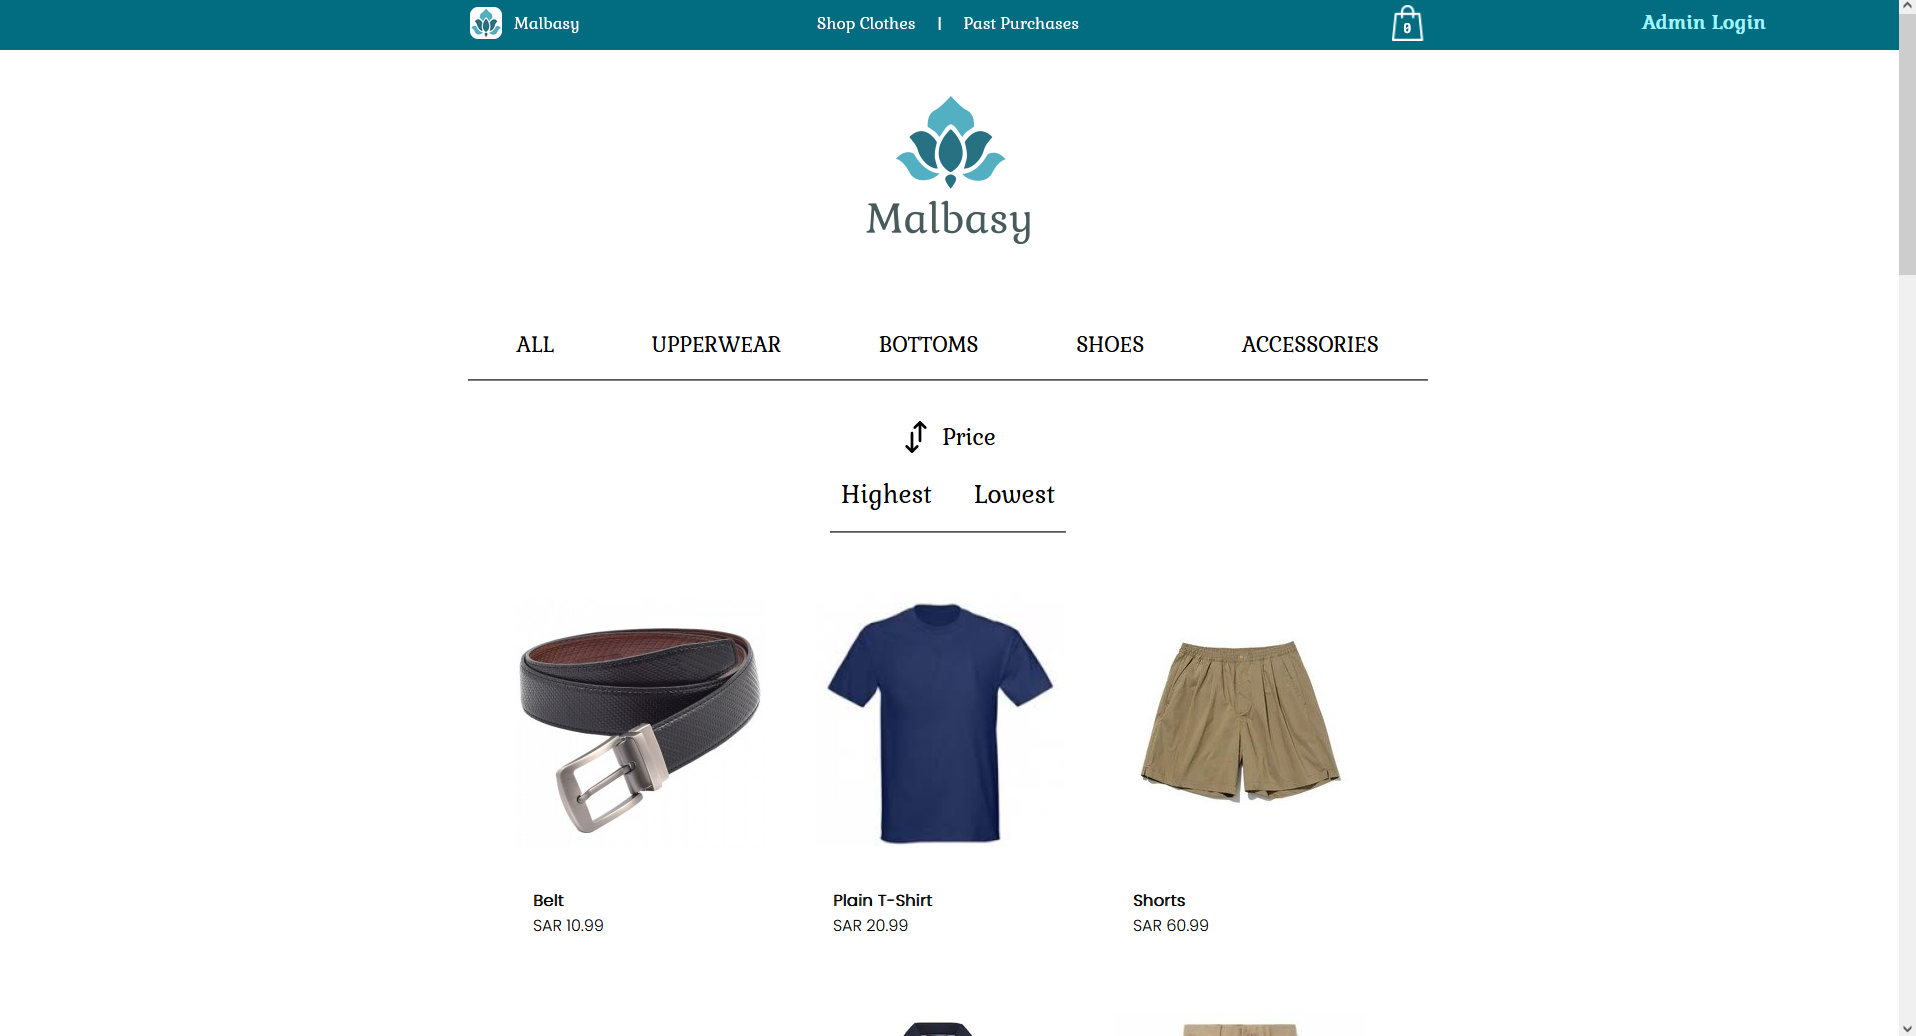 Malbasy
Shop Clothes | Past Purchases
0
Admin Login
Malbasy
ALL UPPERWEAR BOTTOMS SHOES ACCESSORIES
Price
Highest Lowest
Belt
SAR 10.99
Plain T-Shirt
SAR 20.99
Shorts
SAR 60.99